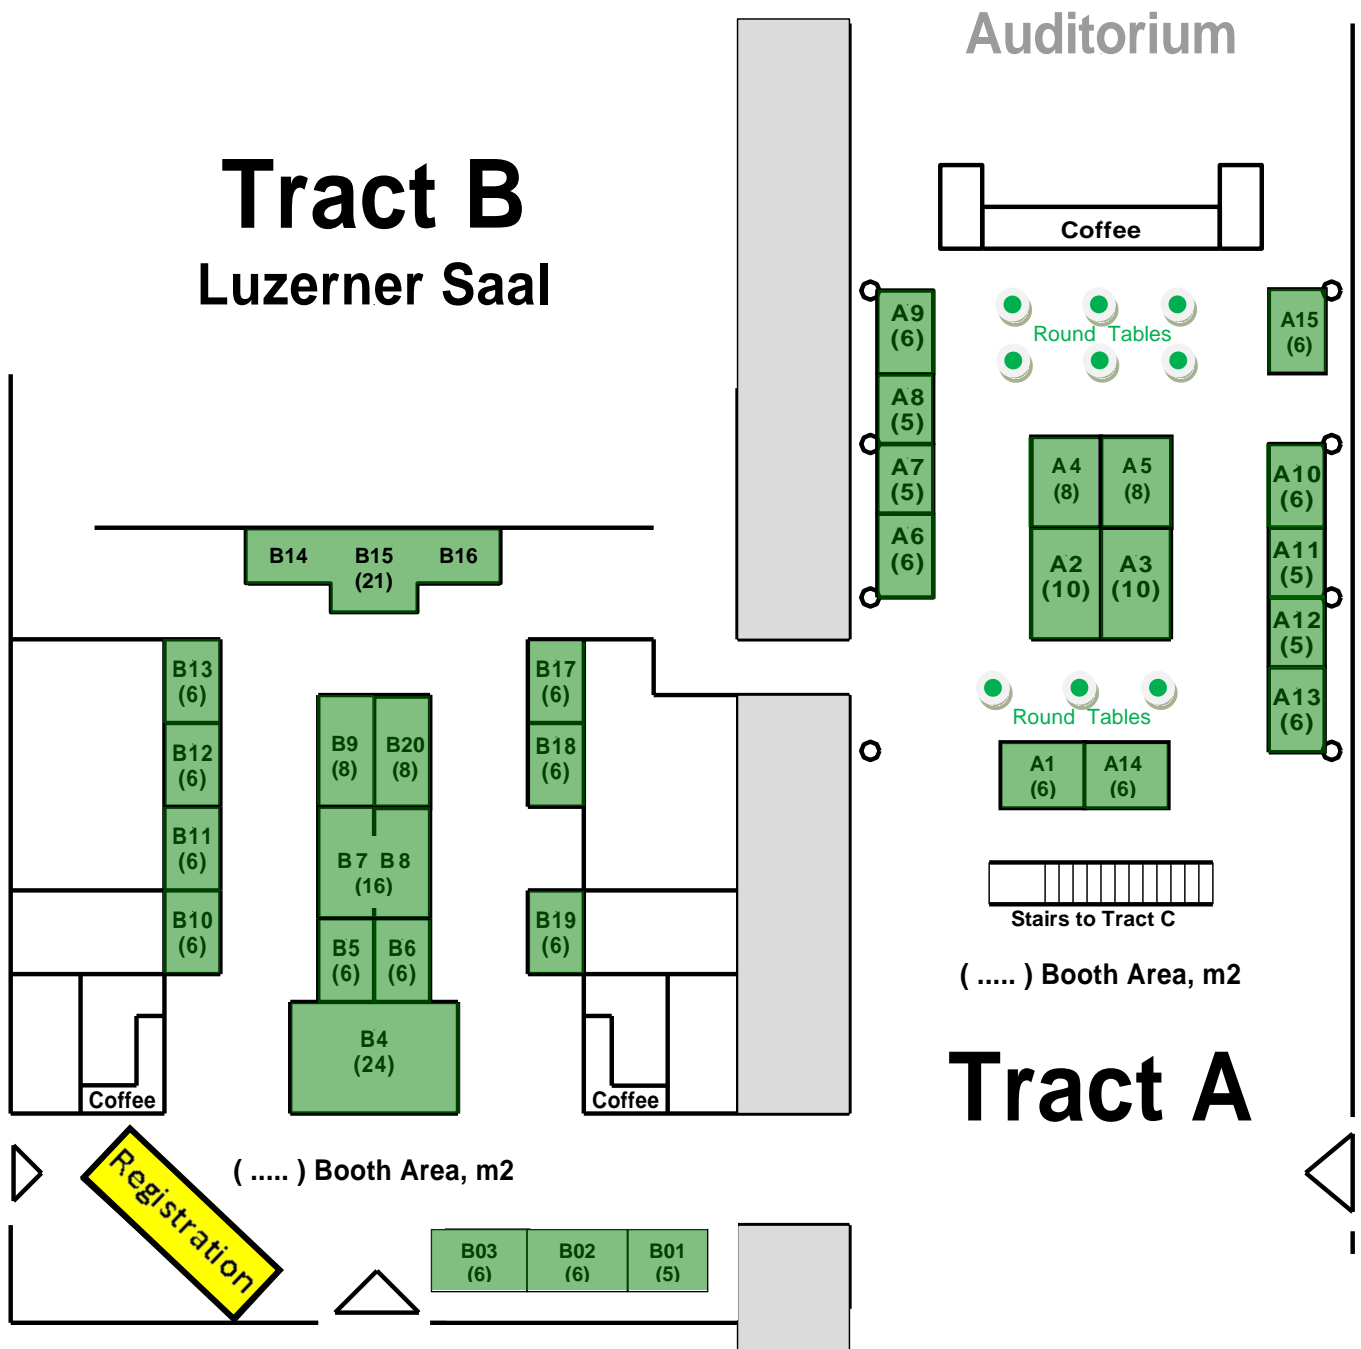 Auditorium
Tract B
Luzerner Saal
Coffee
A9
(6)
A8
(5)
A7
(5)
A6
(6)
Round Tables
A15
(6)
A4
(8)
A5
(8)
A2
(10)
A3
(10)
A10
(6)
A11
(5)
A12
(5)
A13
(6)
Round Tables
A1
(6)
A14
(6)
Stairs to Tract C
( ..... ) Booth Area, m2
Tract A
B14 B15 B16
(21)
B13
(6)
B12
(6)
B11
(6)
B10
(6)
B9
(8)
B20
(8)
B7 B8
(16)
B5
(6)
B6
(6)
B4
(24)
B17
(6)
B18
(6)
B19
(6)
Coffee
Coffee
Registration
( ..... ) Booth Area, m2
B03
(6)
B02
(6)
B01
(5)